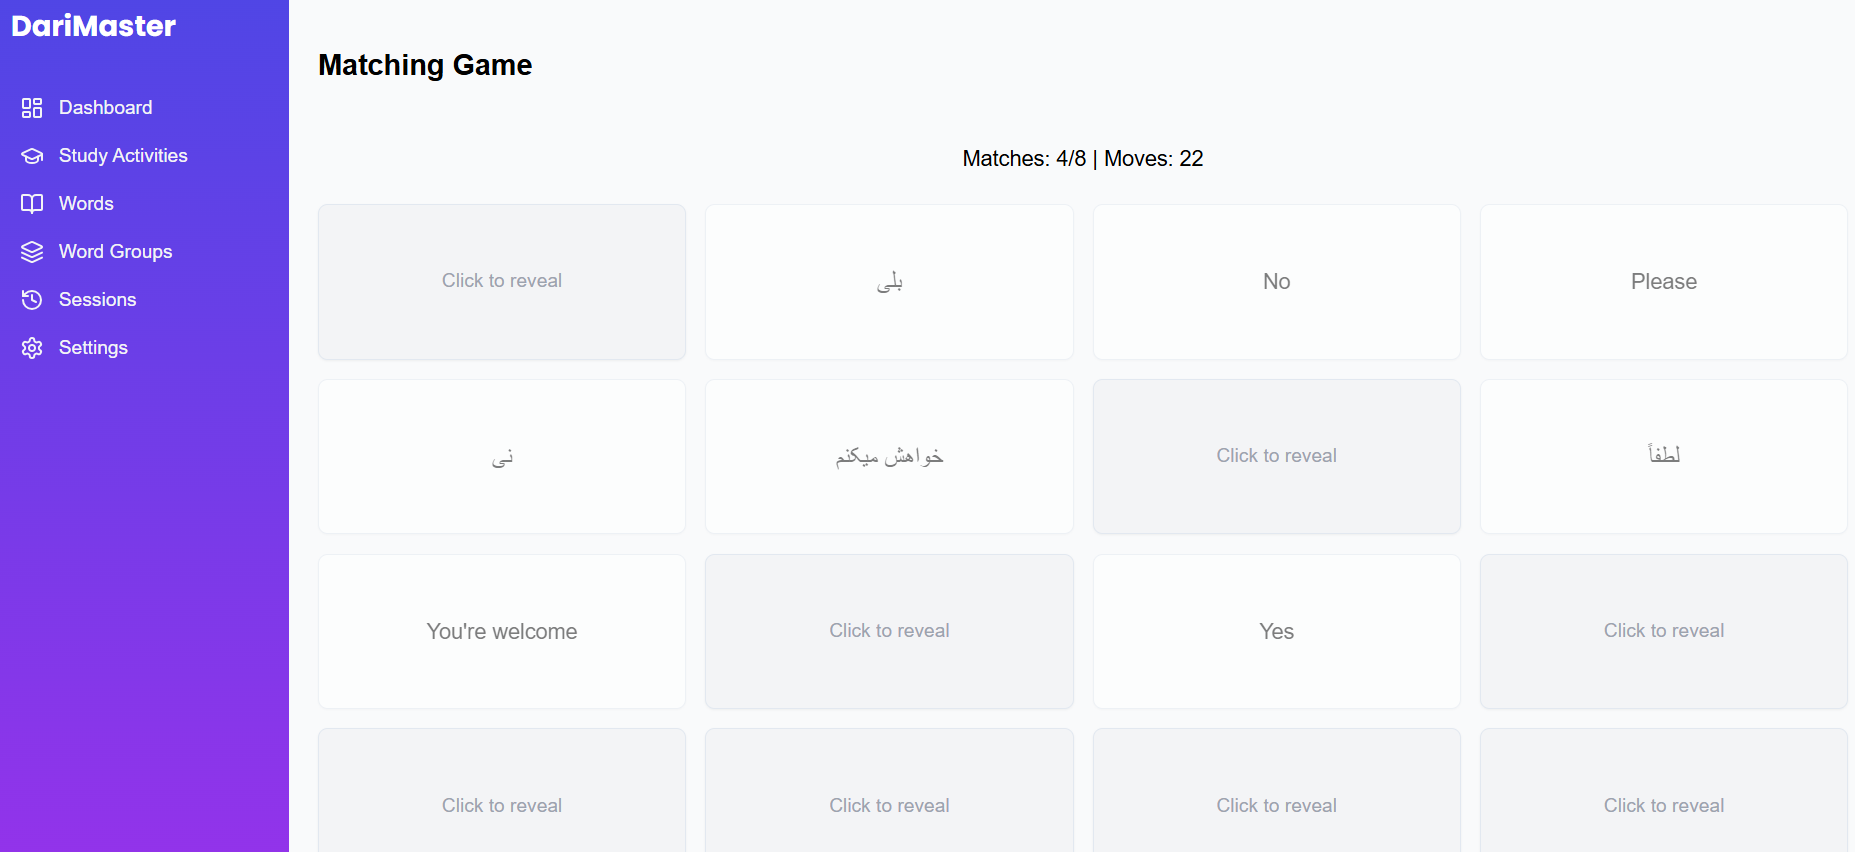 DariMaster
Dashboard
Study Activities
Words
Word Groups
Sessions
Settings
Matching Game
Matches: 4/8 | Moves: 22
Click to reveal
بلی
No
Please
نی
خواهش میکنم
Click to reveal
لطفاً
You're welcome
Click to reveal
Yes
Click to reveal
Click to reveal
Click to reveal
Click to reveal
Click to reveal